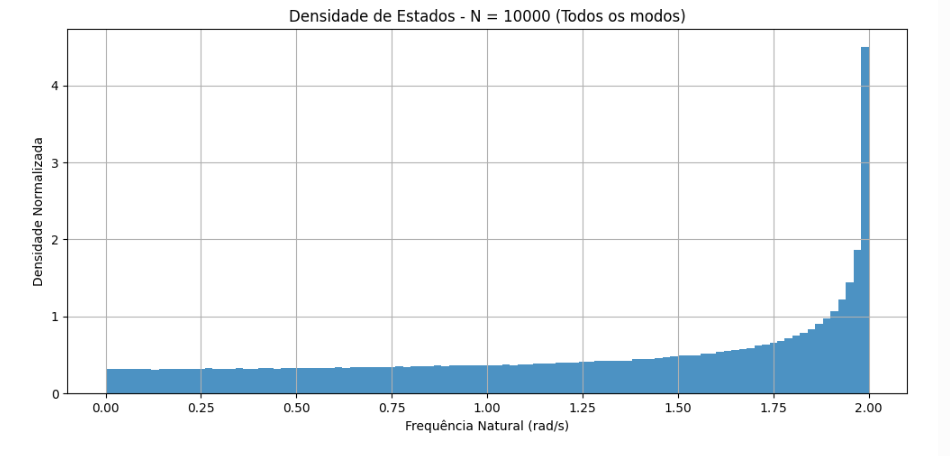 Densidade de Estados - N = 10000 (Todos os modos)
Densidade Normalizada
4
3
2
1
0
0.00 0.25 0.50 0.75 1.00 1.25 1.50 1.75 2.00
Frequência Natural (rad/s)